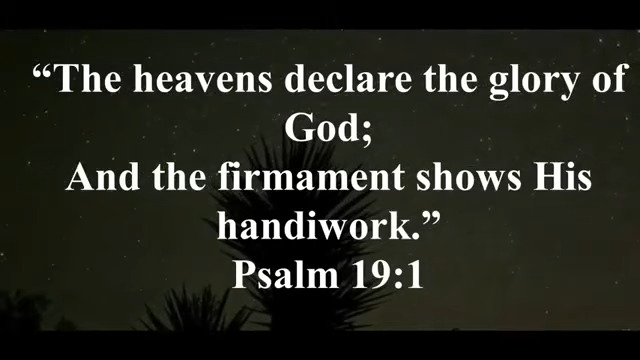 “The heavens declare the glory of
God;
And the firmament shows His
handiwork.”
Psalm 19:1